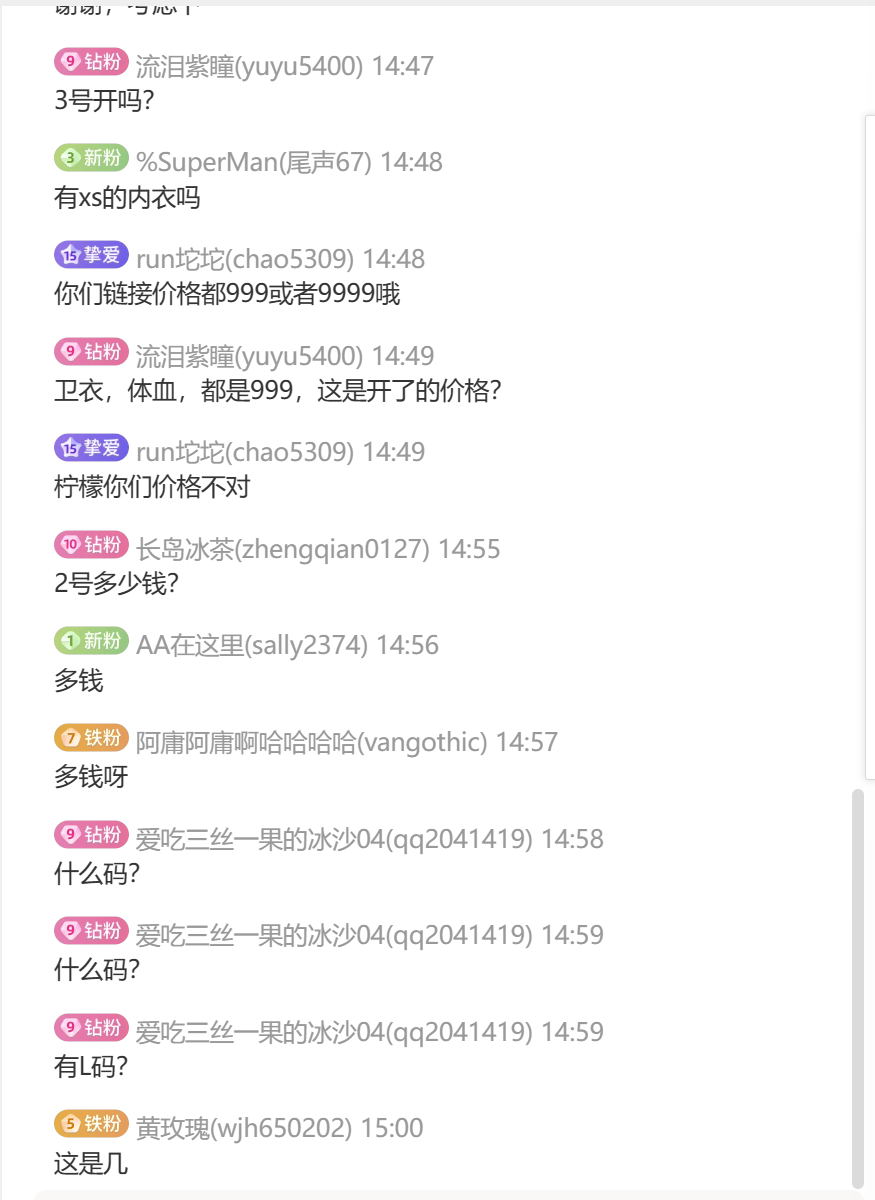 9 钻粉 流泪紫瞳(yuyu5400) 14:47
3号开吗?
3 新粉 %SuperMan(尾声67) 14:48
有xs的内衣吗
15 挚爱 run坨坨(chao5309) 14:48
你们链接价格都999或者9999哦
9 钻粉 流泪紫瞳(yuyu5400) 14:49
卫衣，体血，都是999，这是开了的价格?
15 挚爱 run坨坨(chao5309) 14:49
柠檬你们价格不对
10 钻粉 长岛冰茶(zhengqian0127) 14:55
2号多少钱?
1 新粉 AA在这里(sally2374) 14:56
多钱
7 铁粉 阿庸阿庸啊哈哈哈哈(vangothic) 14:57
多钱呀
9 钻粉 爱吃三丝一果的冰沙04(qq2041419) 14:58
什么码?
9 钻粉 爱吃三丝一果的冰沙04(qq2041419) 14:59
什么码?
9 钻粉 爱吃三丝一果的冰沙04(qq2041419) 14:59
有L码?
5 铁粉 黄玫瑰(wjh650202) 15:00
这是几